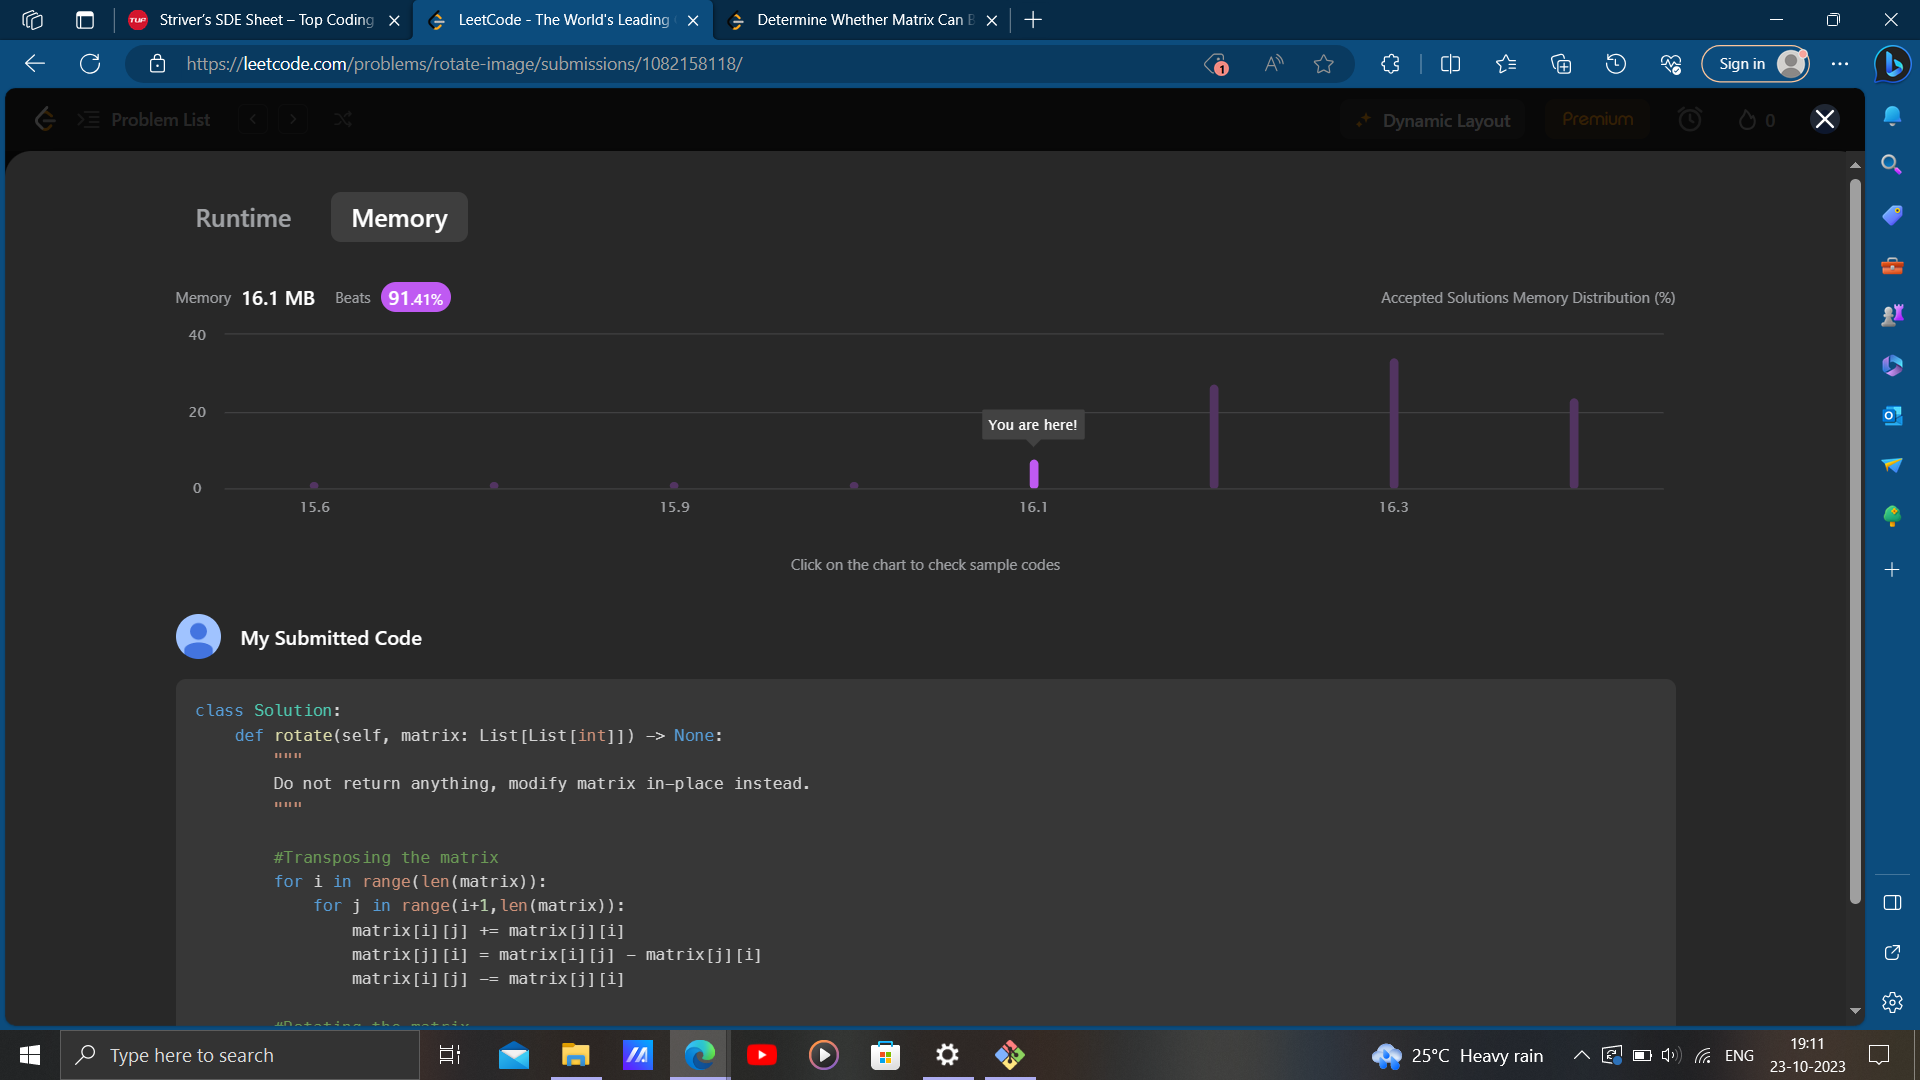 Striver's SDE Sheet – Top Coding
LeetCode - The World's Leading
Determine Whether Matrix Can B
https://leetcode.com/problems/rotate-image/submissions/1082158118/
1
Sign in
Problem List
Dynamic Layout
Premium
0
Runtime
Memory
Memory 16.1 MB Beats 91.41%
Accepted Solutions Memory Distribution (%)
40
20
You are here!
0
15.6 15.9 16.1 16.3
Click on the chart to check sample codes
My Submitted Code
class Solution:
    def rotate(self, matrix: List[List[int]]) -> None:
        """
        Do not return anything, modify matrix in-place instead.
        """
        #Transposing the matrix
        for i in range(len(matrix)):
            for j in range(i+1,len(matrix)):
                matrix[i][j] += matrix[j][i]
                matrix[j][i] = matrix[i][j] - matrix[j][i]
                matrix[i][j] -= matrix[j][i]
        #Rotating the matrix
Type here to search
25°C Heavy rain
ENG
19:11
23-10-2023